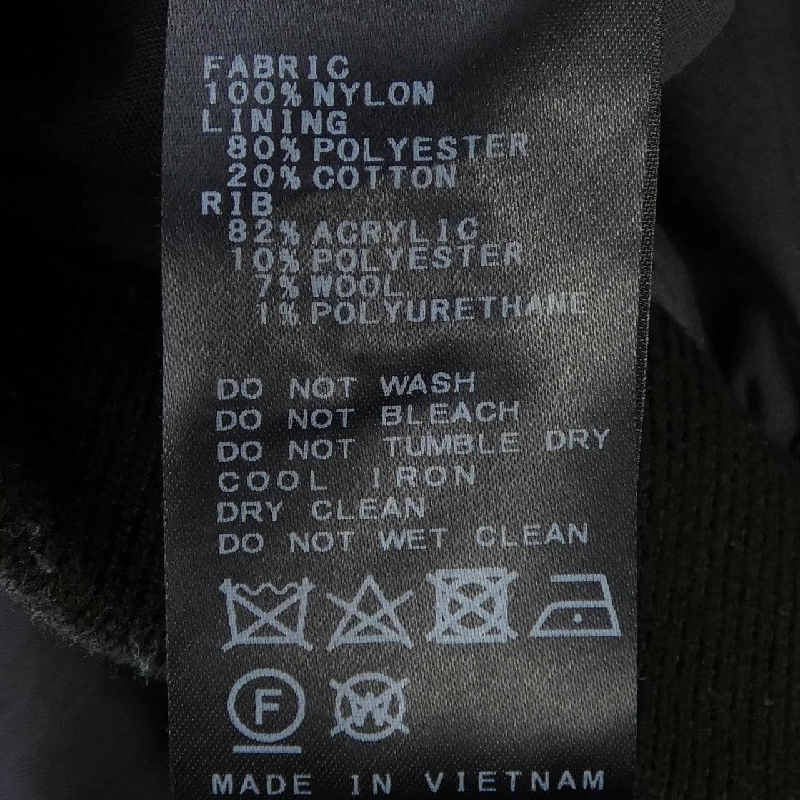 FABRIC
100% NYLON
LINING
80% POLYESTER
20% COTTON
RIB
82% ACRYLIC
10% POLYESTER
7% WOOL
1% POLYURETHANE
DO NOT WASH
DO NOT BLEACH
DO NOT TUMBLE DRY
COOL IRON
DRY CLEAN
DO NOT WET CLEAN
F W
MADE IN VIETNAM